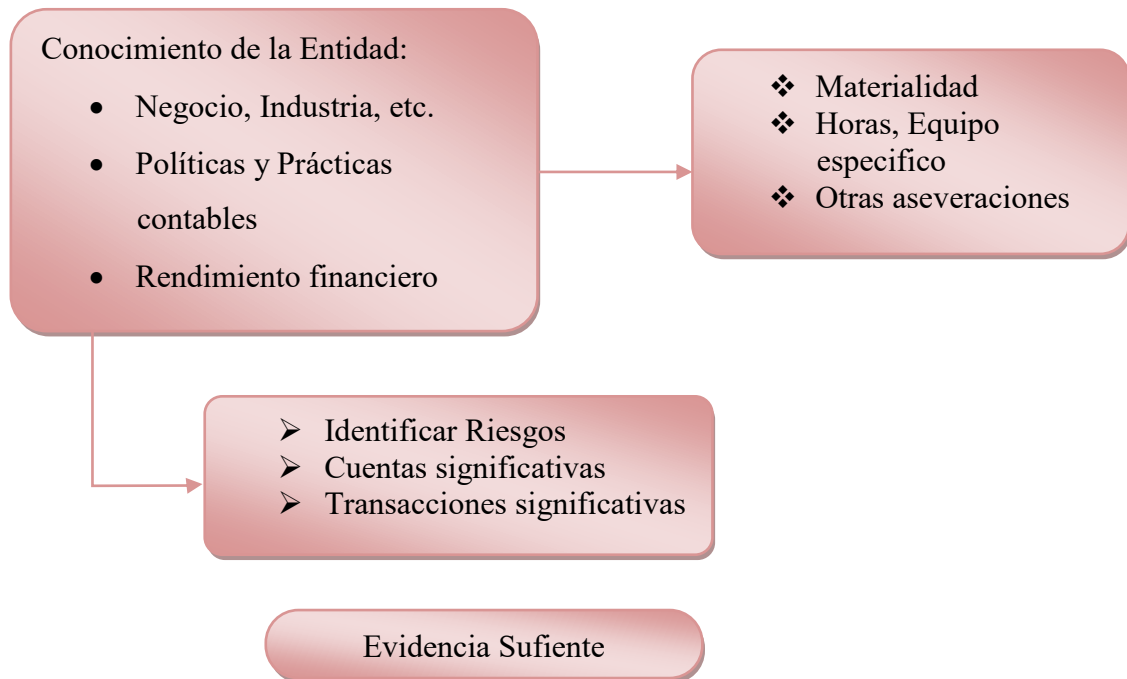 Conocimiento de la Entidad:
• Negocio, Industria, etc.
• Políticas y Prácticas
contables
• Rendimiento financiero
❖ Materialidad
❖ Horas, Equipo
especifico
❖ Otras aseveraciones
➢ Identificar Riesgos
➢ Cuentas significativas
➢ Transacciones significativas
Evidencia Sufiente